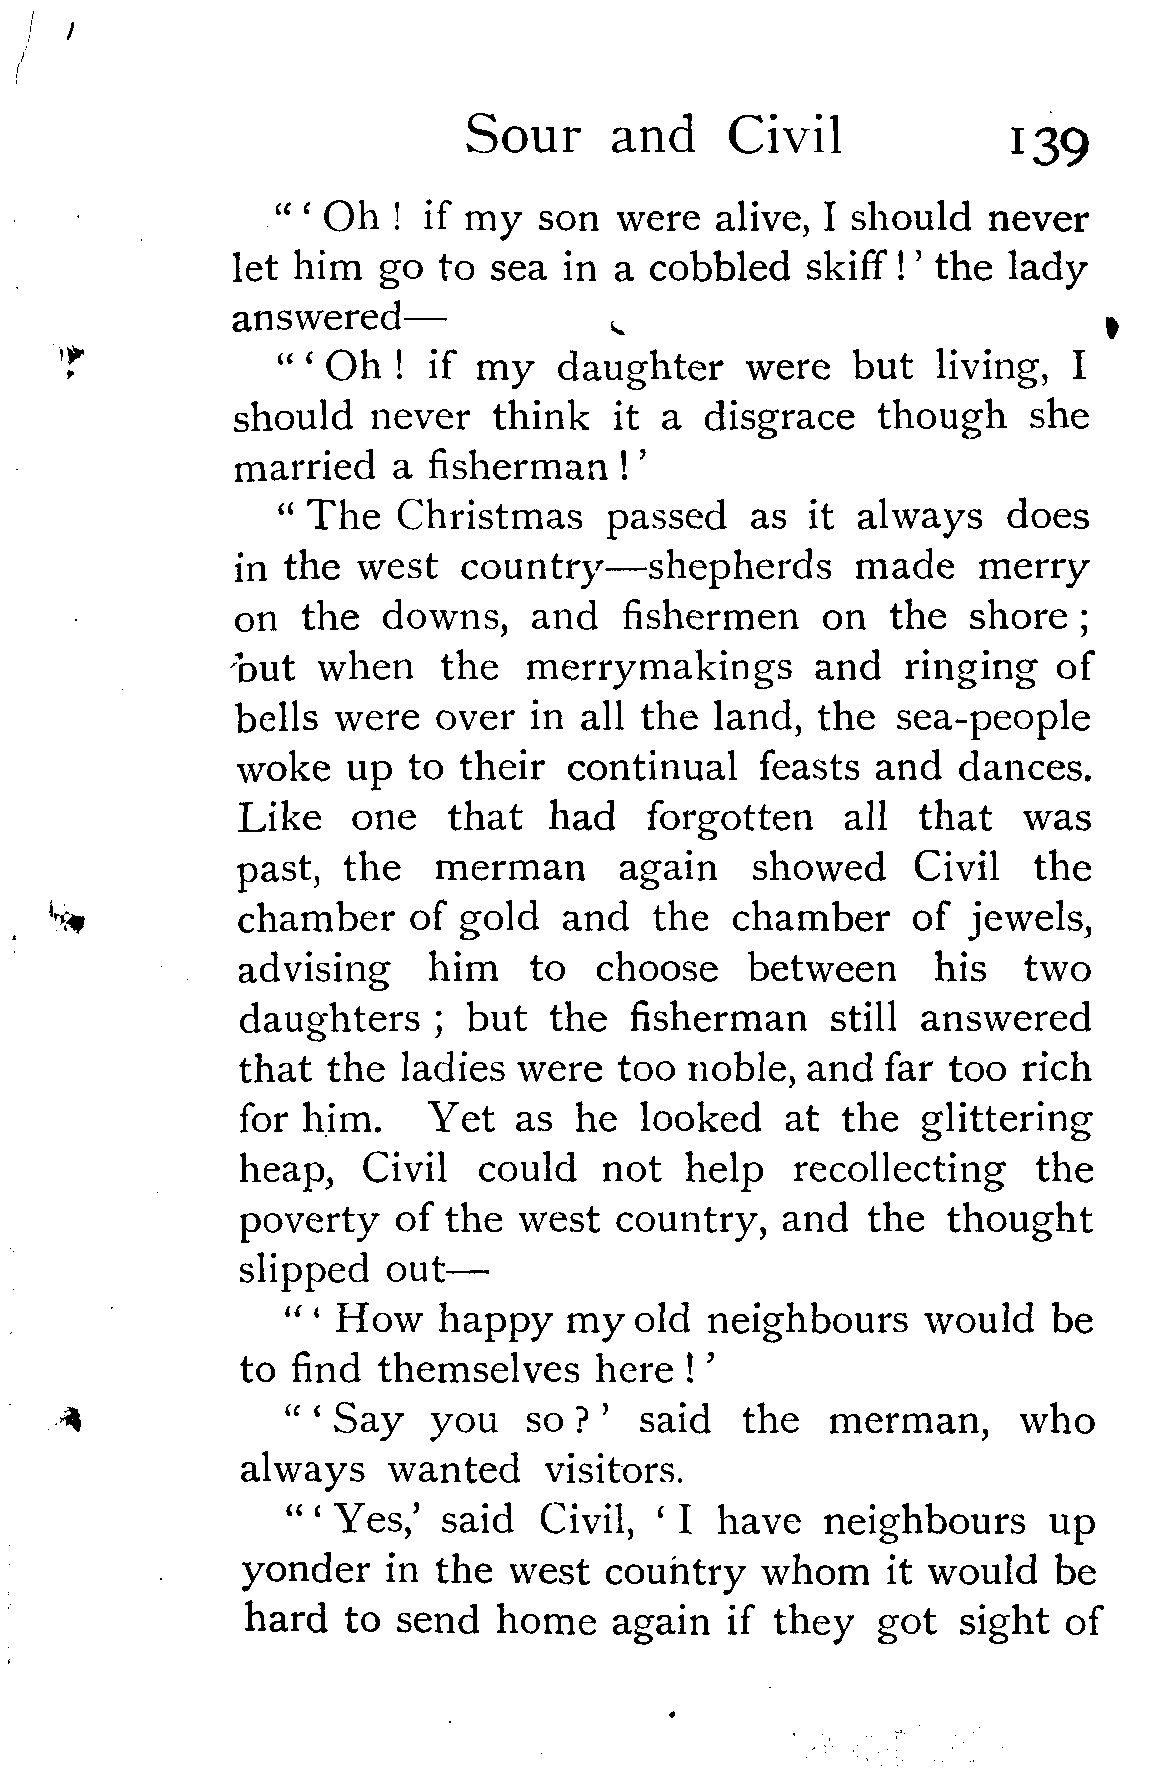 Sour and Civil 139
" ' Oh ! if my son were alive, I should never
let him go to sea in a cobbled skiff ! ' the lady
answered—
" ' Oh ! if my daughter were but living, I
should never think it a disgrace though she
married a fisherman ! '
" The Christmas passed as it always does
in the west country—shepherds made merry
on the downs, and fishermen on the shore ;
but when the merrymakings and ringing of
bells were over in all the land, the sea-people
woke up to their continual feasts and dances.
Like one that had forgotten all that was
past, the merman again showed Civil the
chamber of gold and the chamber of jewels,
advising him to choose between his two
daughters ; but the fisherman still answered
that the ladies were too noble, and far too rich
for him. Yet as he looked at the glittering
heap, Civil could not help recollecting the
poverty of the west country, and the thought
slipped out—
" ' How happy my old neighbours would be
to find themselves here ! '
" ' Say you so ? ' said the merman, who
always wanted visitors.
" ' Yes,' said Civil, ' I have neighbours up
yonder in the west country whom it would be
hard to send home again if they got sight of